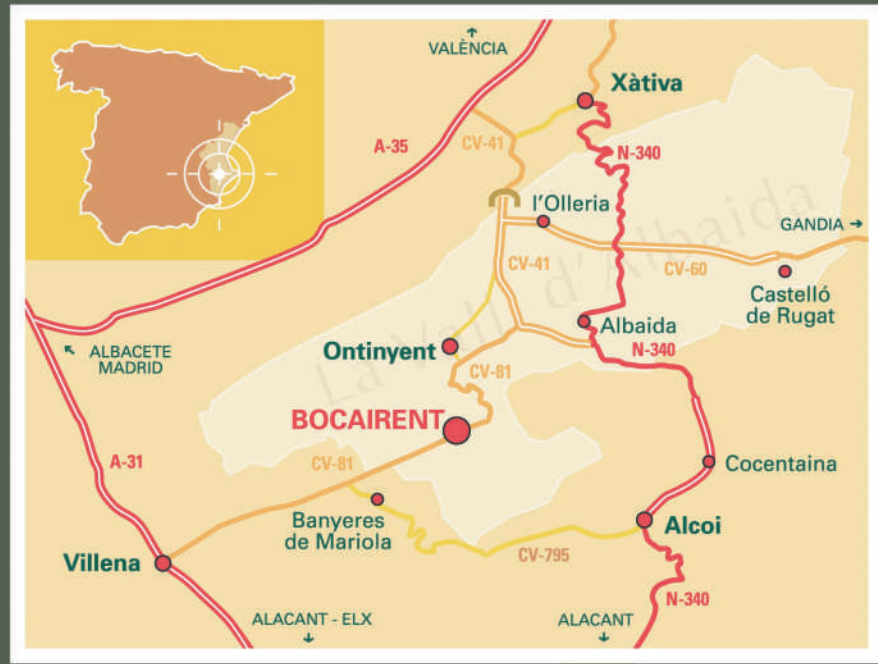 ↑
VALÈNCIA
Xàtiva
A-35
CV-41
N-340
l'Olleria
GANDIA →
La Vall d'Albaida
CV-41
CV-60
Castelló
de Rugat
Albaida
↖ ALBACETE
MADRID
Ontinyent
N-340
CV-81
BOCAIRENT
A-31
CV-81
Cocentaina
Banyeres
de Mariola
Alcoi
Villena
CV-795
N-340
ALACANT - ELX
↓
ALACANT
↓